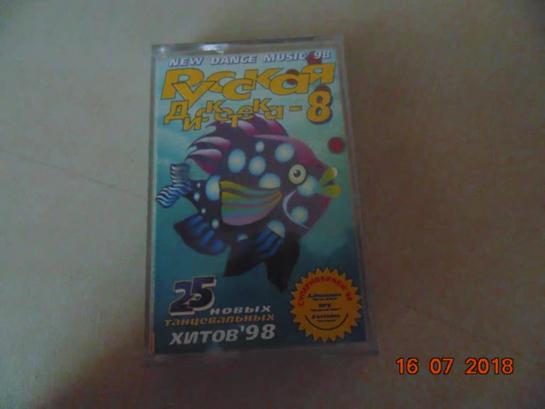 NEW DANCE MUSIC '98
Русская
Дискотека-8
25
НОВЫХ
ТАНЦЕВАЛЬНЫХ
ХИТОВ'98
16 07 2018